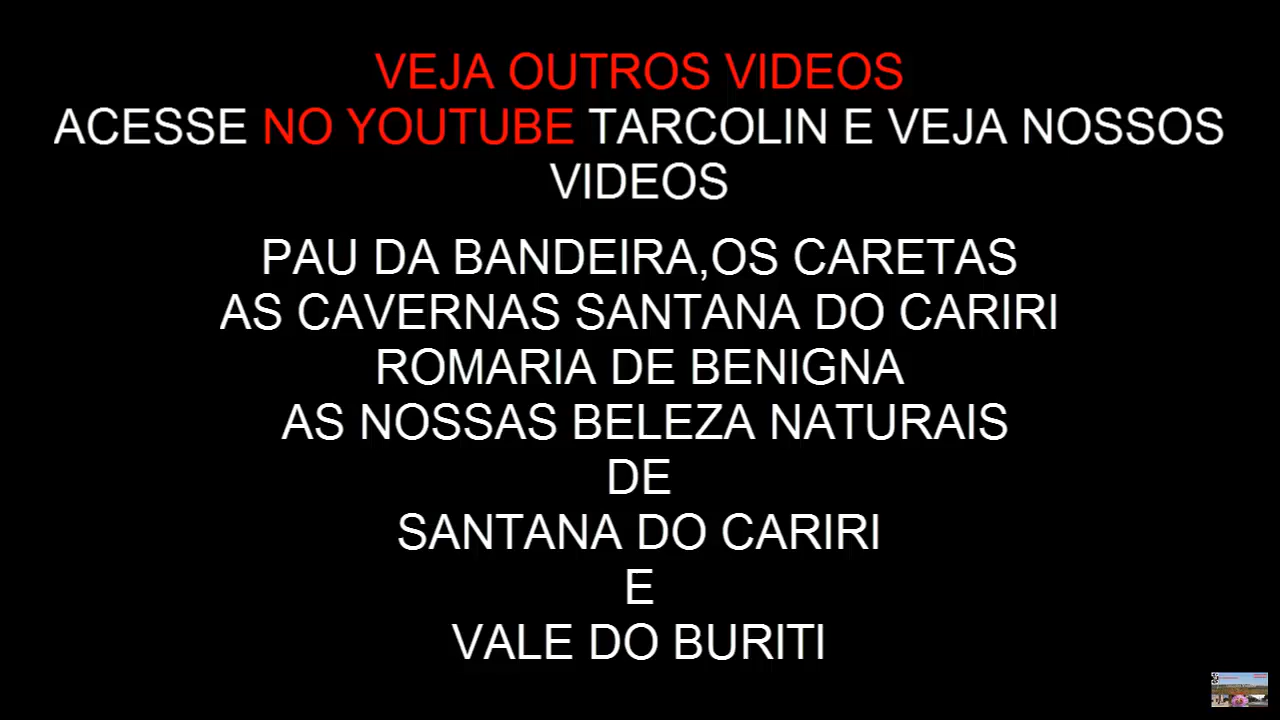 VEJA OUTROS VIDEOS
ACESSE NO YOUTUBE TARCOLIN E VEJA NOSSOS
VIDEOS
PAU DA BANDEIRA,OS CARETAS
AS CAVERNAS SANTANA DO CARIRI
ROMARIA DE BENIGNA
AS NOSSAS BELEZA NATURAIS
DE
SANTANA DO CARIRI
E
VALE DO BURITI